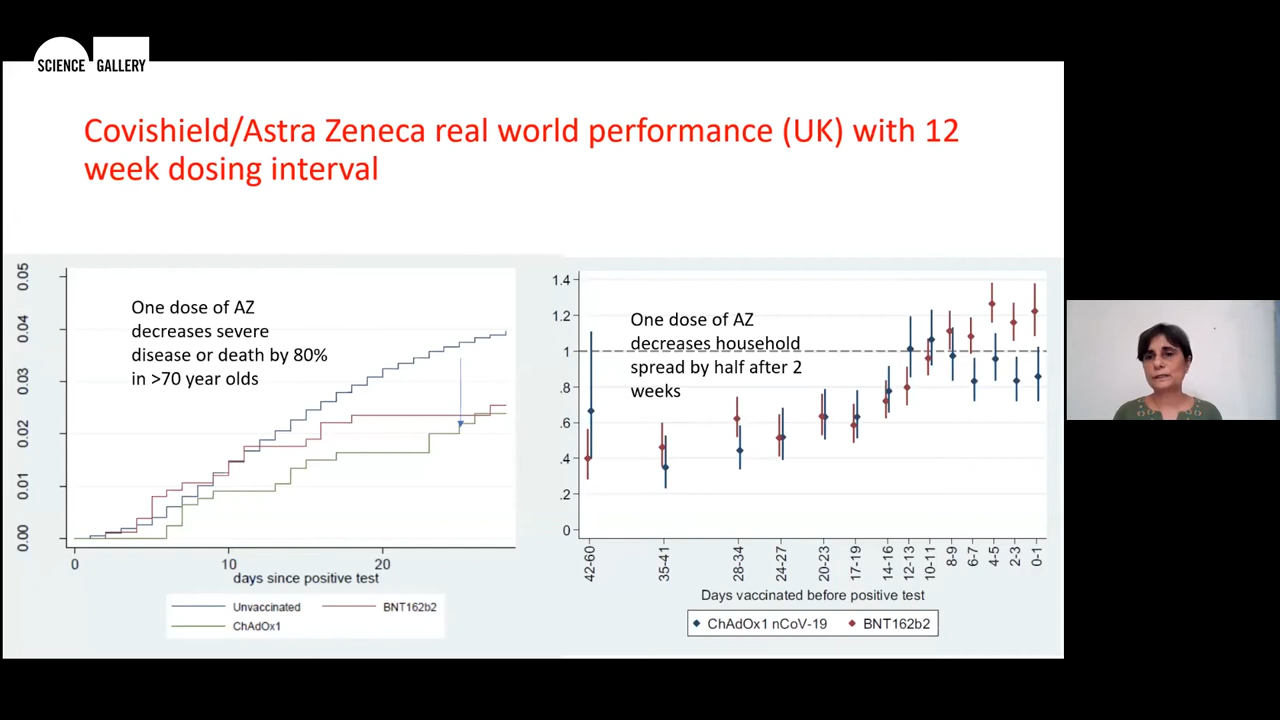 SCIENCE GALLERY
Covishield/Astra Zeneca real world performance (UK) with 12
week dosing interval
0.05
0.04
0.03
0.02
0.01
0.00
One dose of AZ
decreases severe
disease or death by 80%
in >70 year olds
0 10 20
days since positive test
Unvaccinated BNT162b2
ChAdOx1
1.4
1.2
1
.8
.6
.4
.2
0
One dose of AZ
decreases household
spread by half after 2
weeks
42-60 35-41 28-34 24-27 20-23 17-19 14-16 12-13 10-11 8-9 6-7 4-5 2-3 0-1
Days vaccinated before positive test
ChAdOx1 nCoV-19 BNT162b2